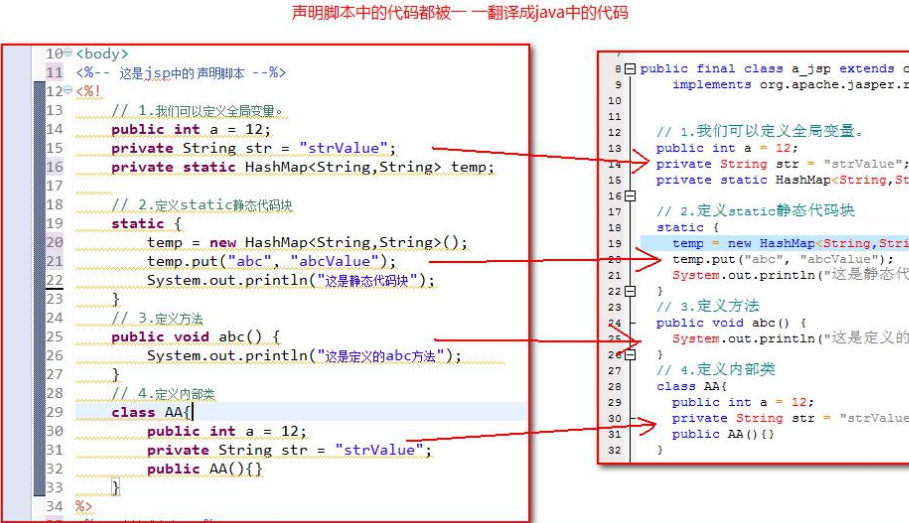 声明脚本中的代码都被一 一翻译成java中的代码
10 <body>
11 <%-- 这是jsp中的声明脚本 --%>
12 <%!
13 // 1.我们可以定义全局变量。
14 public int a = 12;
15 private String str = "strValue";
16 private static HashMap<String,String> temp;
17
18 // 2.定义static静态代码块
19 static {
20 temp = new HashMap<String,String>();
21 temp.put("abc", "abcValue");
22 System.out.println("这是静态代码块");
23 }
24 // 3.定义方法
25 public void abc() {
26 System.out.println("这是定义的abc方法");
27 }
28 // 4.定义内部类
29 class AA{
30 public int a = 12;
31 private String str = "strValue";
32 public AA(){}
33 }
34 %>
8 public final class a_jsp extends
9 implements org.apache.jasper.r
10
11
12 // 1.我们可以定义全局变量。
13 public int a = 12;
14 private String str = "strValue";
15 private static HashMap<String,St
16
17 // 2.定义static静态代码块
18 static {
19 temp = new HashMap<String,Stri
20 temp.put("abc", "abcValue");
21 System.out.println("这是静态代
22 }
23 // 3.定义方法
24 public void abc() {
25 System.out.println("这是定义的
26 }
27 // 4.定义内部类
28 class AA{
29 public int a = 12;
30 private String str = "strValue
31 public AA(){}
32 }